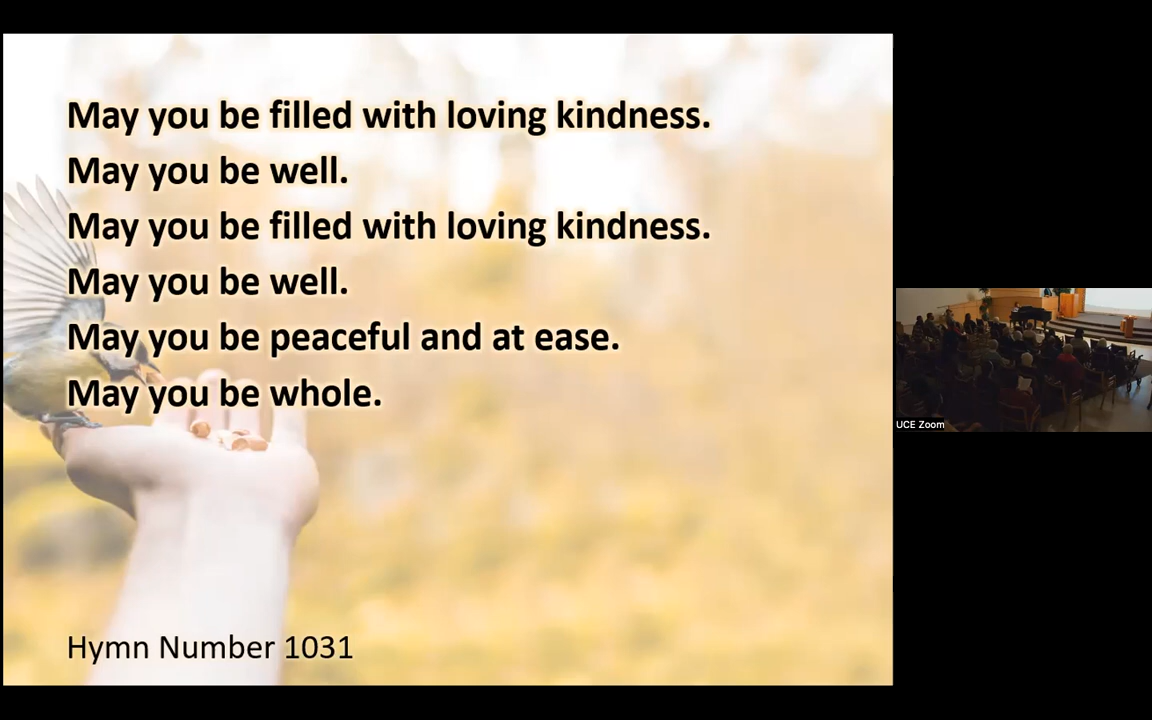 May you be filled with loving kindness.
May you be well.
May you be filled with loving kindness.
May you be well.
May you be peaceful and at ease.
May you be whole.
Hymn Number 1031
UCE Zoom